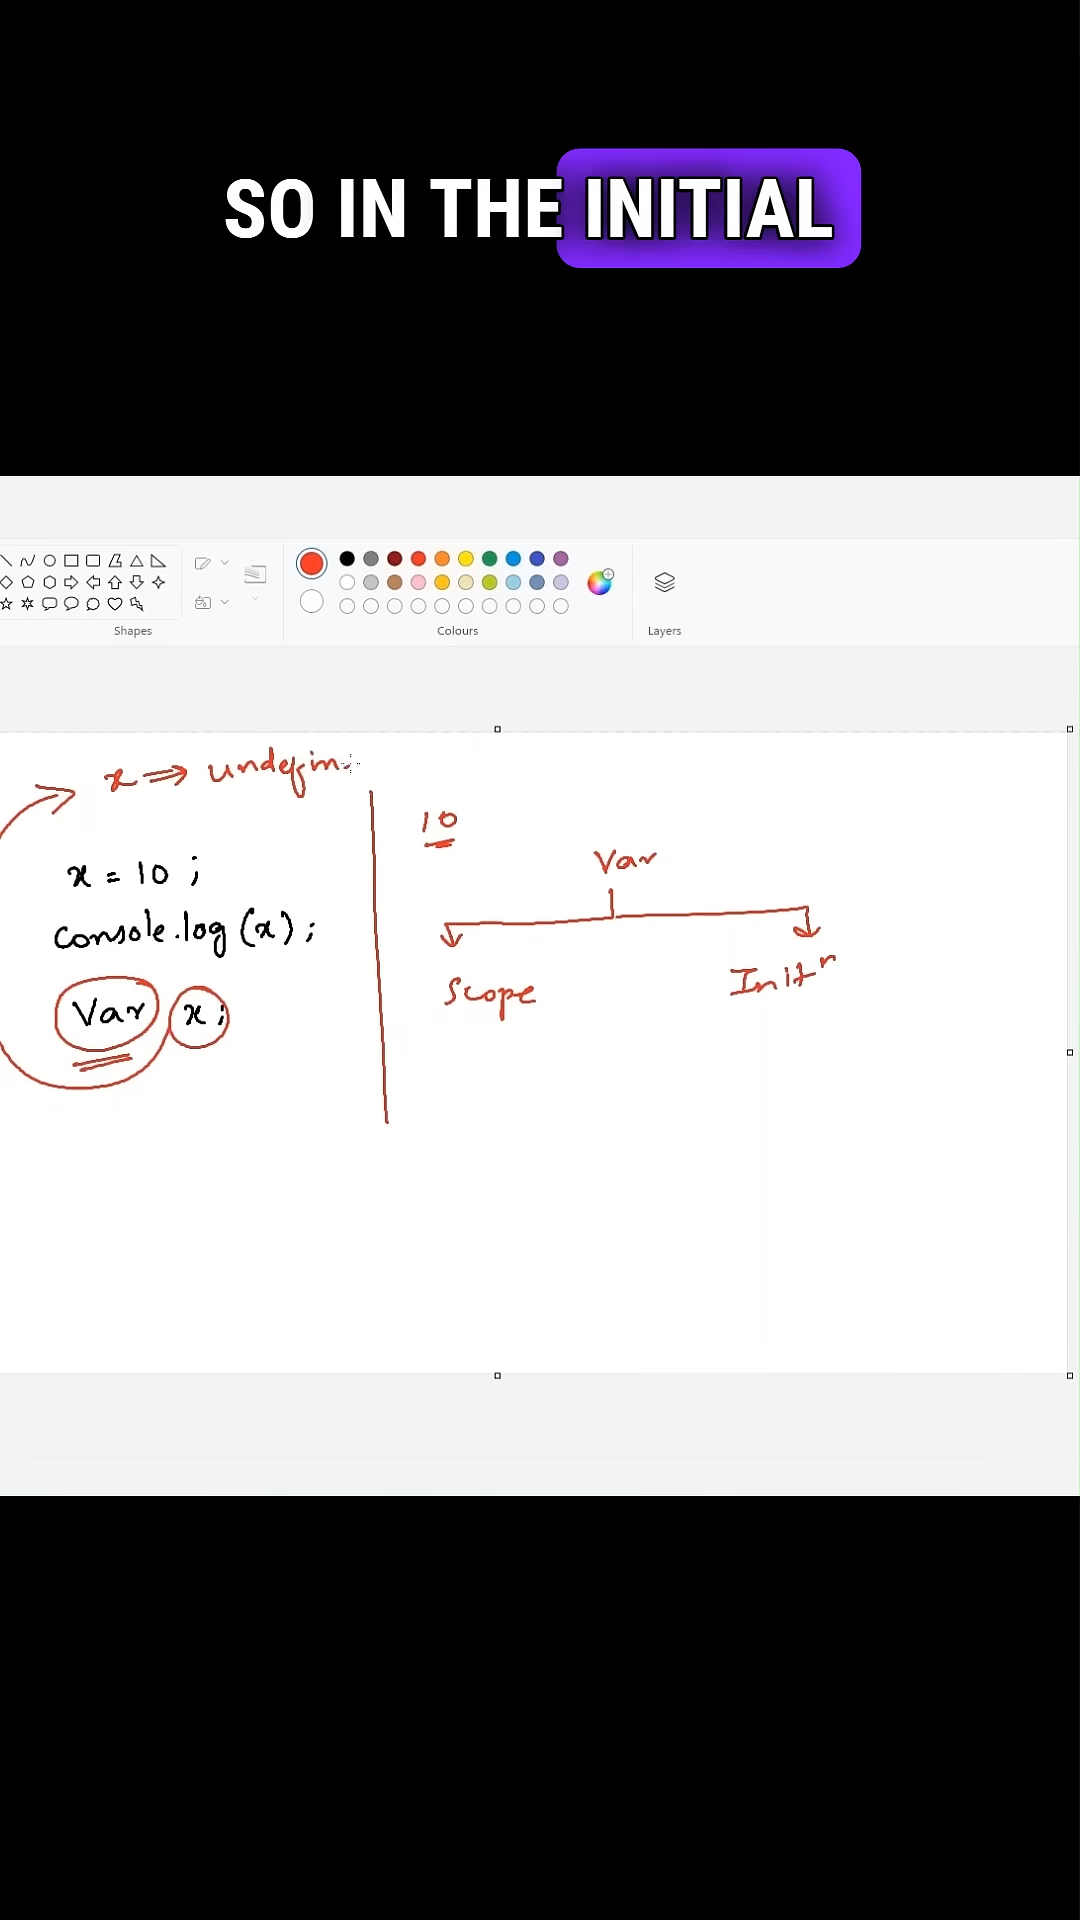 SO IN THE INITIAL
Shapes
Colours
Layers
x ⇒ undefin
x = 10 ;
console.log(x);
Var x;
10
Var
Scope
Initⁿ